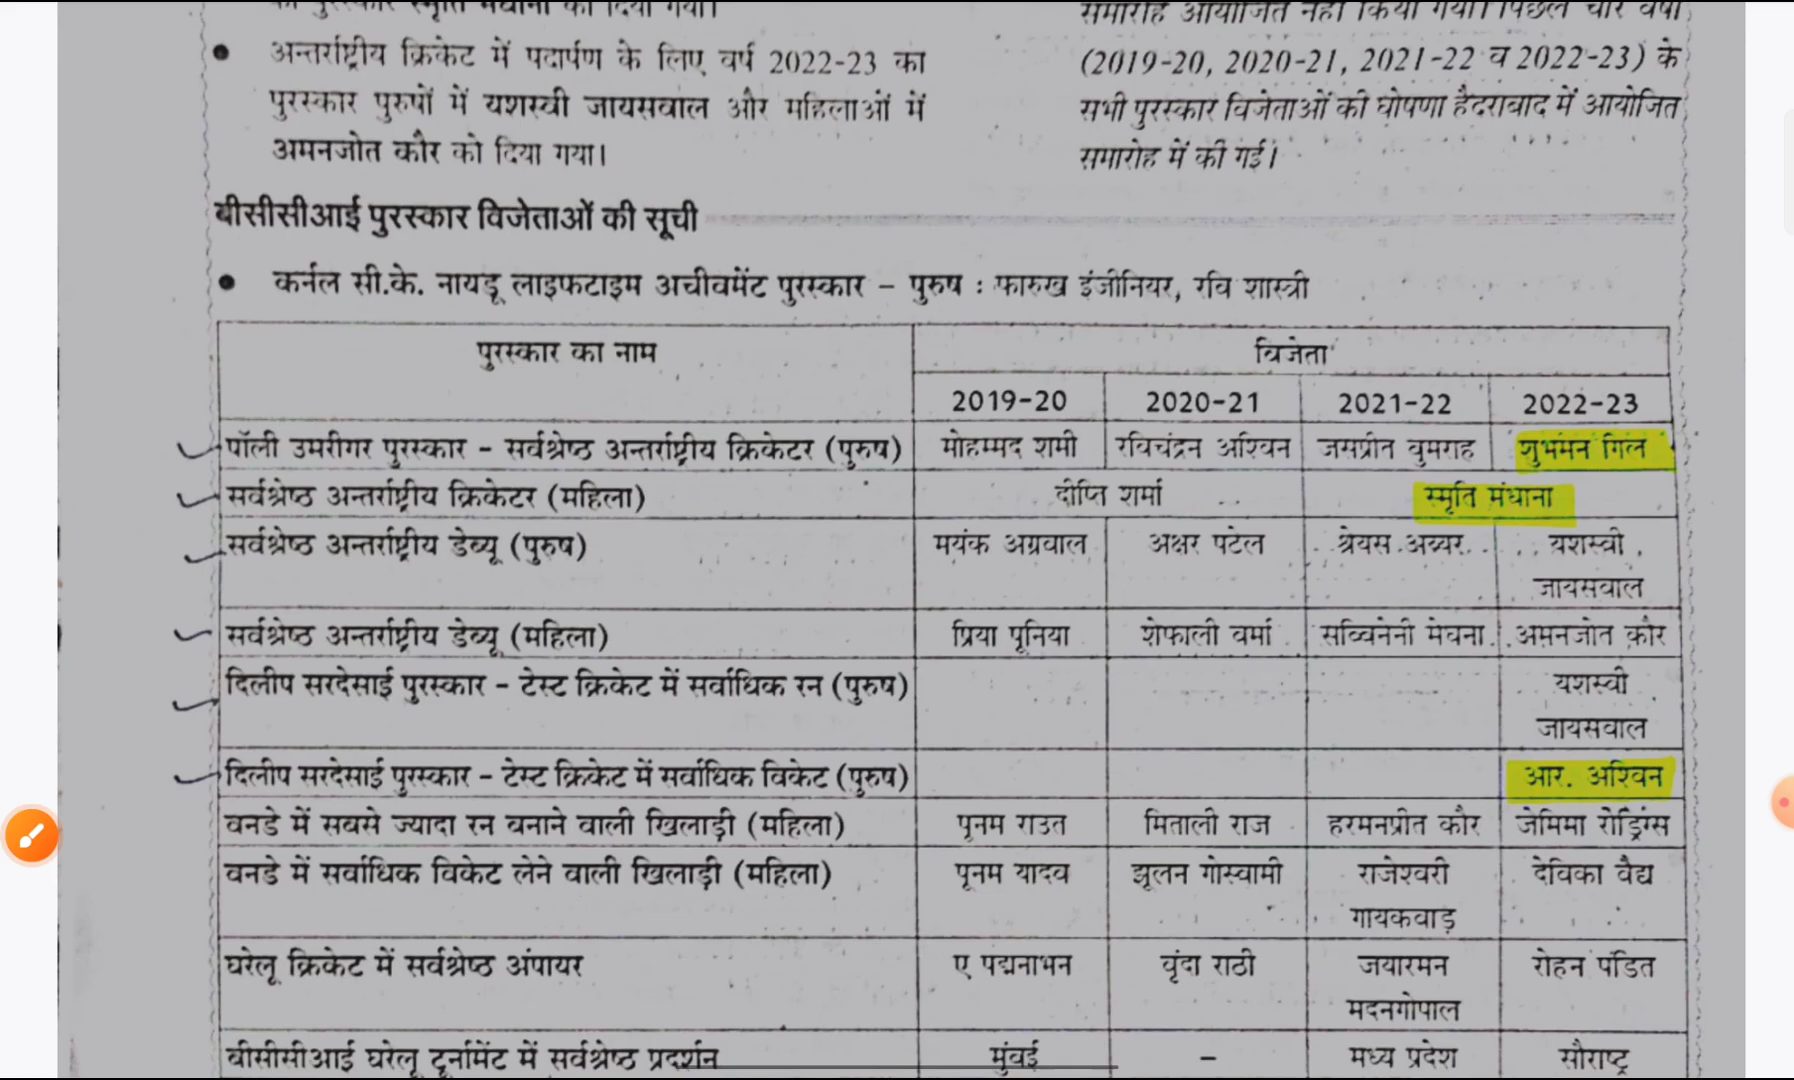 को पुरस्कार स्मृति मंधाना को दिया गया।
• अन्तर्राष्ट्रीय क्रिकेट में पदार्पण के लिए वर्ष 2022-23 का
पुरस्कार पुरुषों में यशस्वी जायसवाल और महिलाओं में
अमनजोत कौर को दिया गया।
समारोह आयोजित नहीं किया गया। पिछले चार वर्षों
(2019-20, 2020-21, 2021-22 व 2022-23) के
सभी पुरस्कार विजेताओं की घोषणा हैदराबाद में आयोजित
समारोह में की गई।
बीसीसीआई पुरस्कार विजेताओं की सूची
• कर्नल सी.के. नायडू लाइफटाइम अचीवमेंट पुरस्कार – पुरुष : फारुख इंजीनियर, रवि शास्त्री
पुरस्कार का नाम विजेता
2019-20 2020-21 2021-22 2022-23
पॉली उमरीगर पुरस्कार – सर्वश्रेष्ठ अन्तर्राष्ट्रीय क्रिकेटर (पुरुष) मोहम्मद शमी रविचंद्रन अश्विन जसप्रीत बुमराह शुभमन गिल
सर्वश्रेष्ठ अन्तर्राष्ट्रीय क्रिकेटर (महिला) दीप्ति शर्मा स्मृति मंधाना
सर्वश्रेष्ठ अन्तर्राष्ट्रीय डेब्यू (पुरुष) मयंक अग्रवाल अक्षर पटेल श्रेयस अय्यर यशस्वी
जायसवाल
सर्वश्रेष्ठ अन्तर्राष्ट्रीय डेब्यू (महिला) प्रिया पूनिया शेफाली वर्मा सब्बिनेनी मेघना अमनजोत कौर
दिलीप सरदेसाई पुरस्कार – टेस्ट क्रिकेट में सर्वाधिक रन (पुरुष) यशस्वी
जायसवाल
दिलीप सरदेसाई पुरस्कार – टेस्ट क्रिकेट में सर्वाधिक विकेट (पुरुष) आर. अश्विन
वनडे में सबसे ज्यादा रन बनाने वाली खिलाड़ी (महिला) पूनम राउत मिताली राज हरमनप्रीत कौर जेमिमा रोड्रिग्स
वनडे में सर्वाधिक विकेट लेने वाली खिलाड़ी (महिला) पूनम यादव झूलन गोस्वामी राजेश्वरी देविका वैद्य
गायकवाड़
घरेलू क्रिकेट में सर्वश्रेष्ठ अंपायर ए पद्मनाभन वृंदा राठी जयारमन रोहन पंडित
मदनगोपाल
बीसीसीआई घरेलू टूर्नामेंट में सर्वश्रेष्ठ प्रदर्शन मुंबई – मध्य प्रदेश सौराष्ट्र